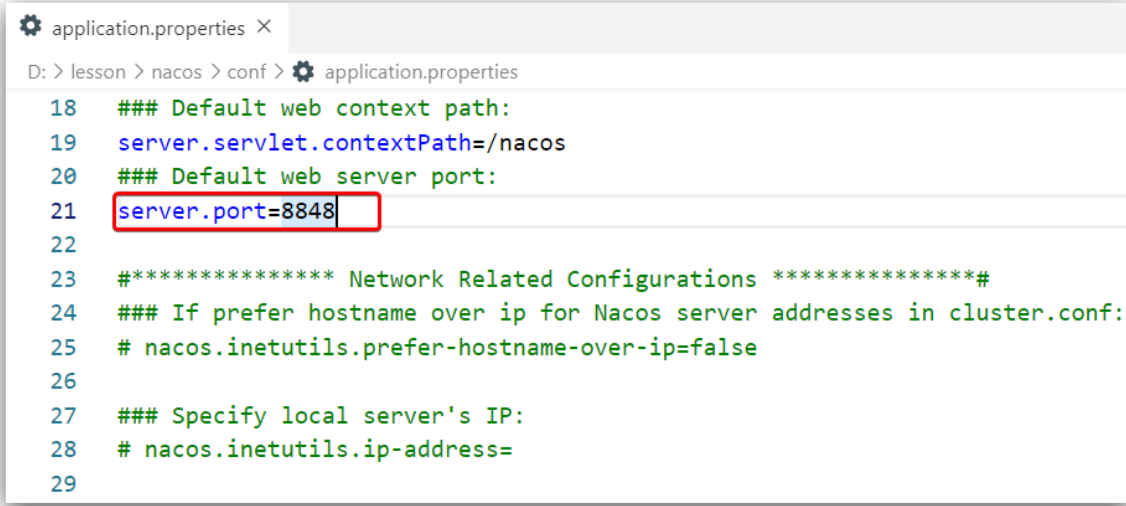 application.properties ×
D: > lesson > nacos > conf > application.properties
18 ### Default web context path:
19 server.servlet.contextPath=/nacos
20 ### Default web server port:
21 server.port=8848
22
23 #*************** Network Related Configurations ***************#
24 ### If prefer hostname over ip for Nacos server addresses in cluster.conf:
25 # nacos.inetutils.prefer-hostname-over-ip=false
26
27 ### Specify local server's IP:
28 # nacos.inetutils.ip-address=
29